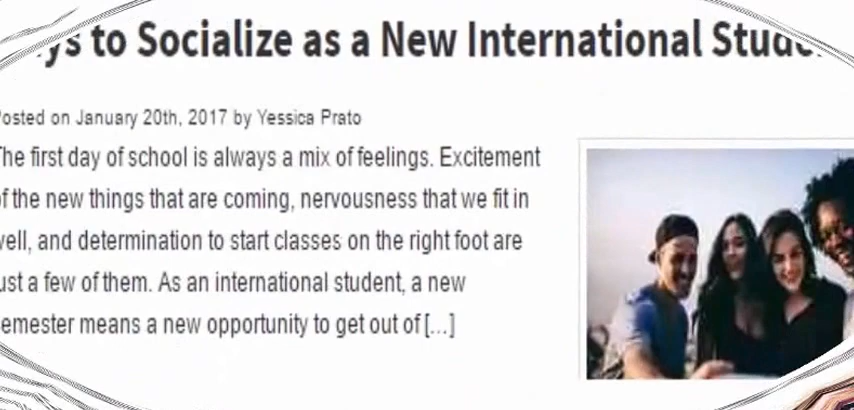 ys to Socialize as a New International Stude
osted on January 20th, 2017 by Yessica Prato
The first day of school is always a mix of feelings. Excitement
of the new things that are coming, nervousness that we fit in
well, and determination to start classes on the right foot are
ust a few of them. As an international student, a new
semester means a new opportunity to get out of [...]